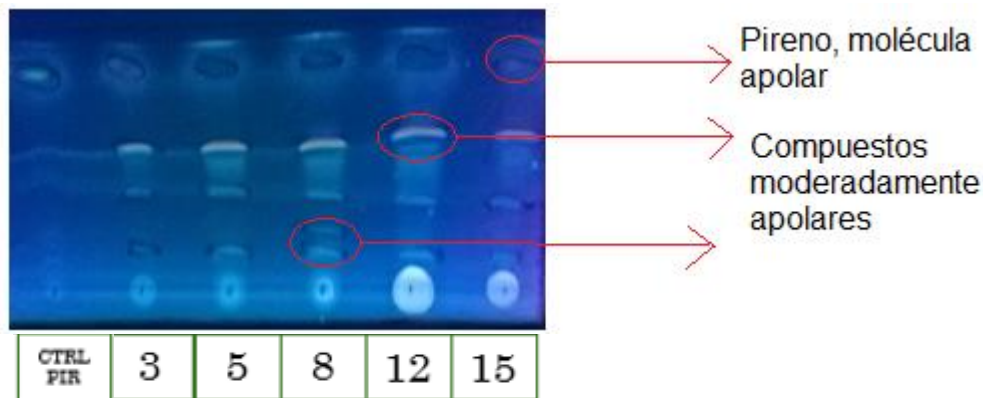 Pireno, molécula
apolar
Compuestos
moderadamente
apolares
CTRL
PIR
3
5
8
12
15